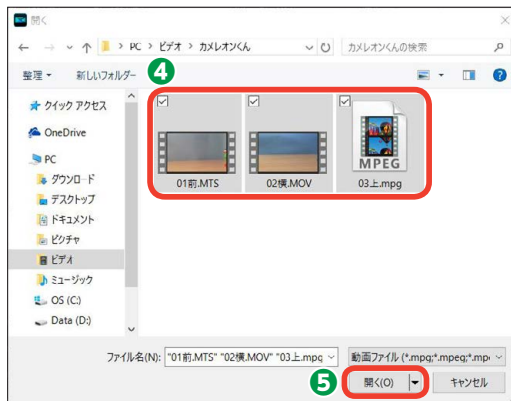 開く
PC › ビデオ › カメレオンくん
カメレオンくんの検索
整理
新しいフォルダー
4
クイック アクセス
OneDrive
PC
ダウンロード
デスクトップ
ドキュメント
ピクチャ
ビデオ
ミュージック
OS (C:)
Data (D:)
MPEG
01前.MTS
02横.MOV
03上.mpg
ファイル名(N):
"01前.MTS" "02横.MOV" "03上.mpg
動画ファイル (*.mpg;*.mpeg;*.mp
5
開く(O)
キャンセル